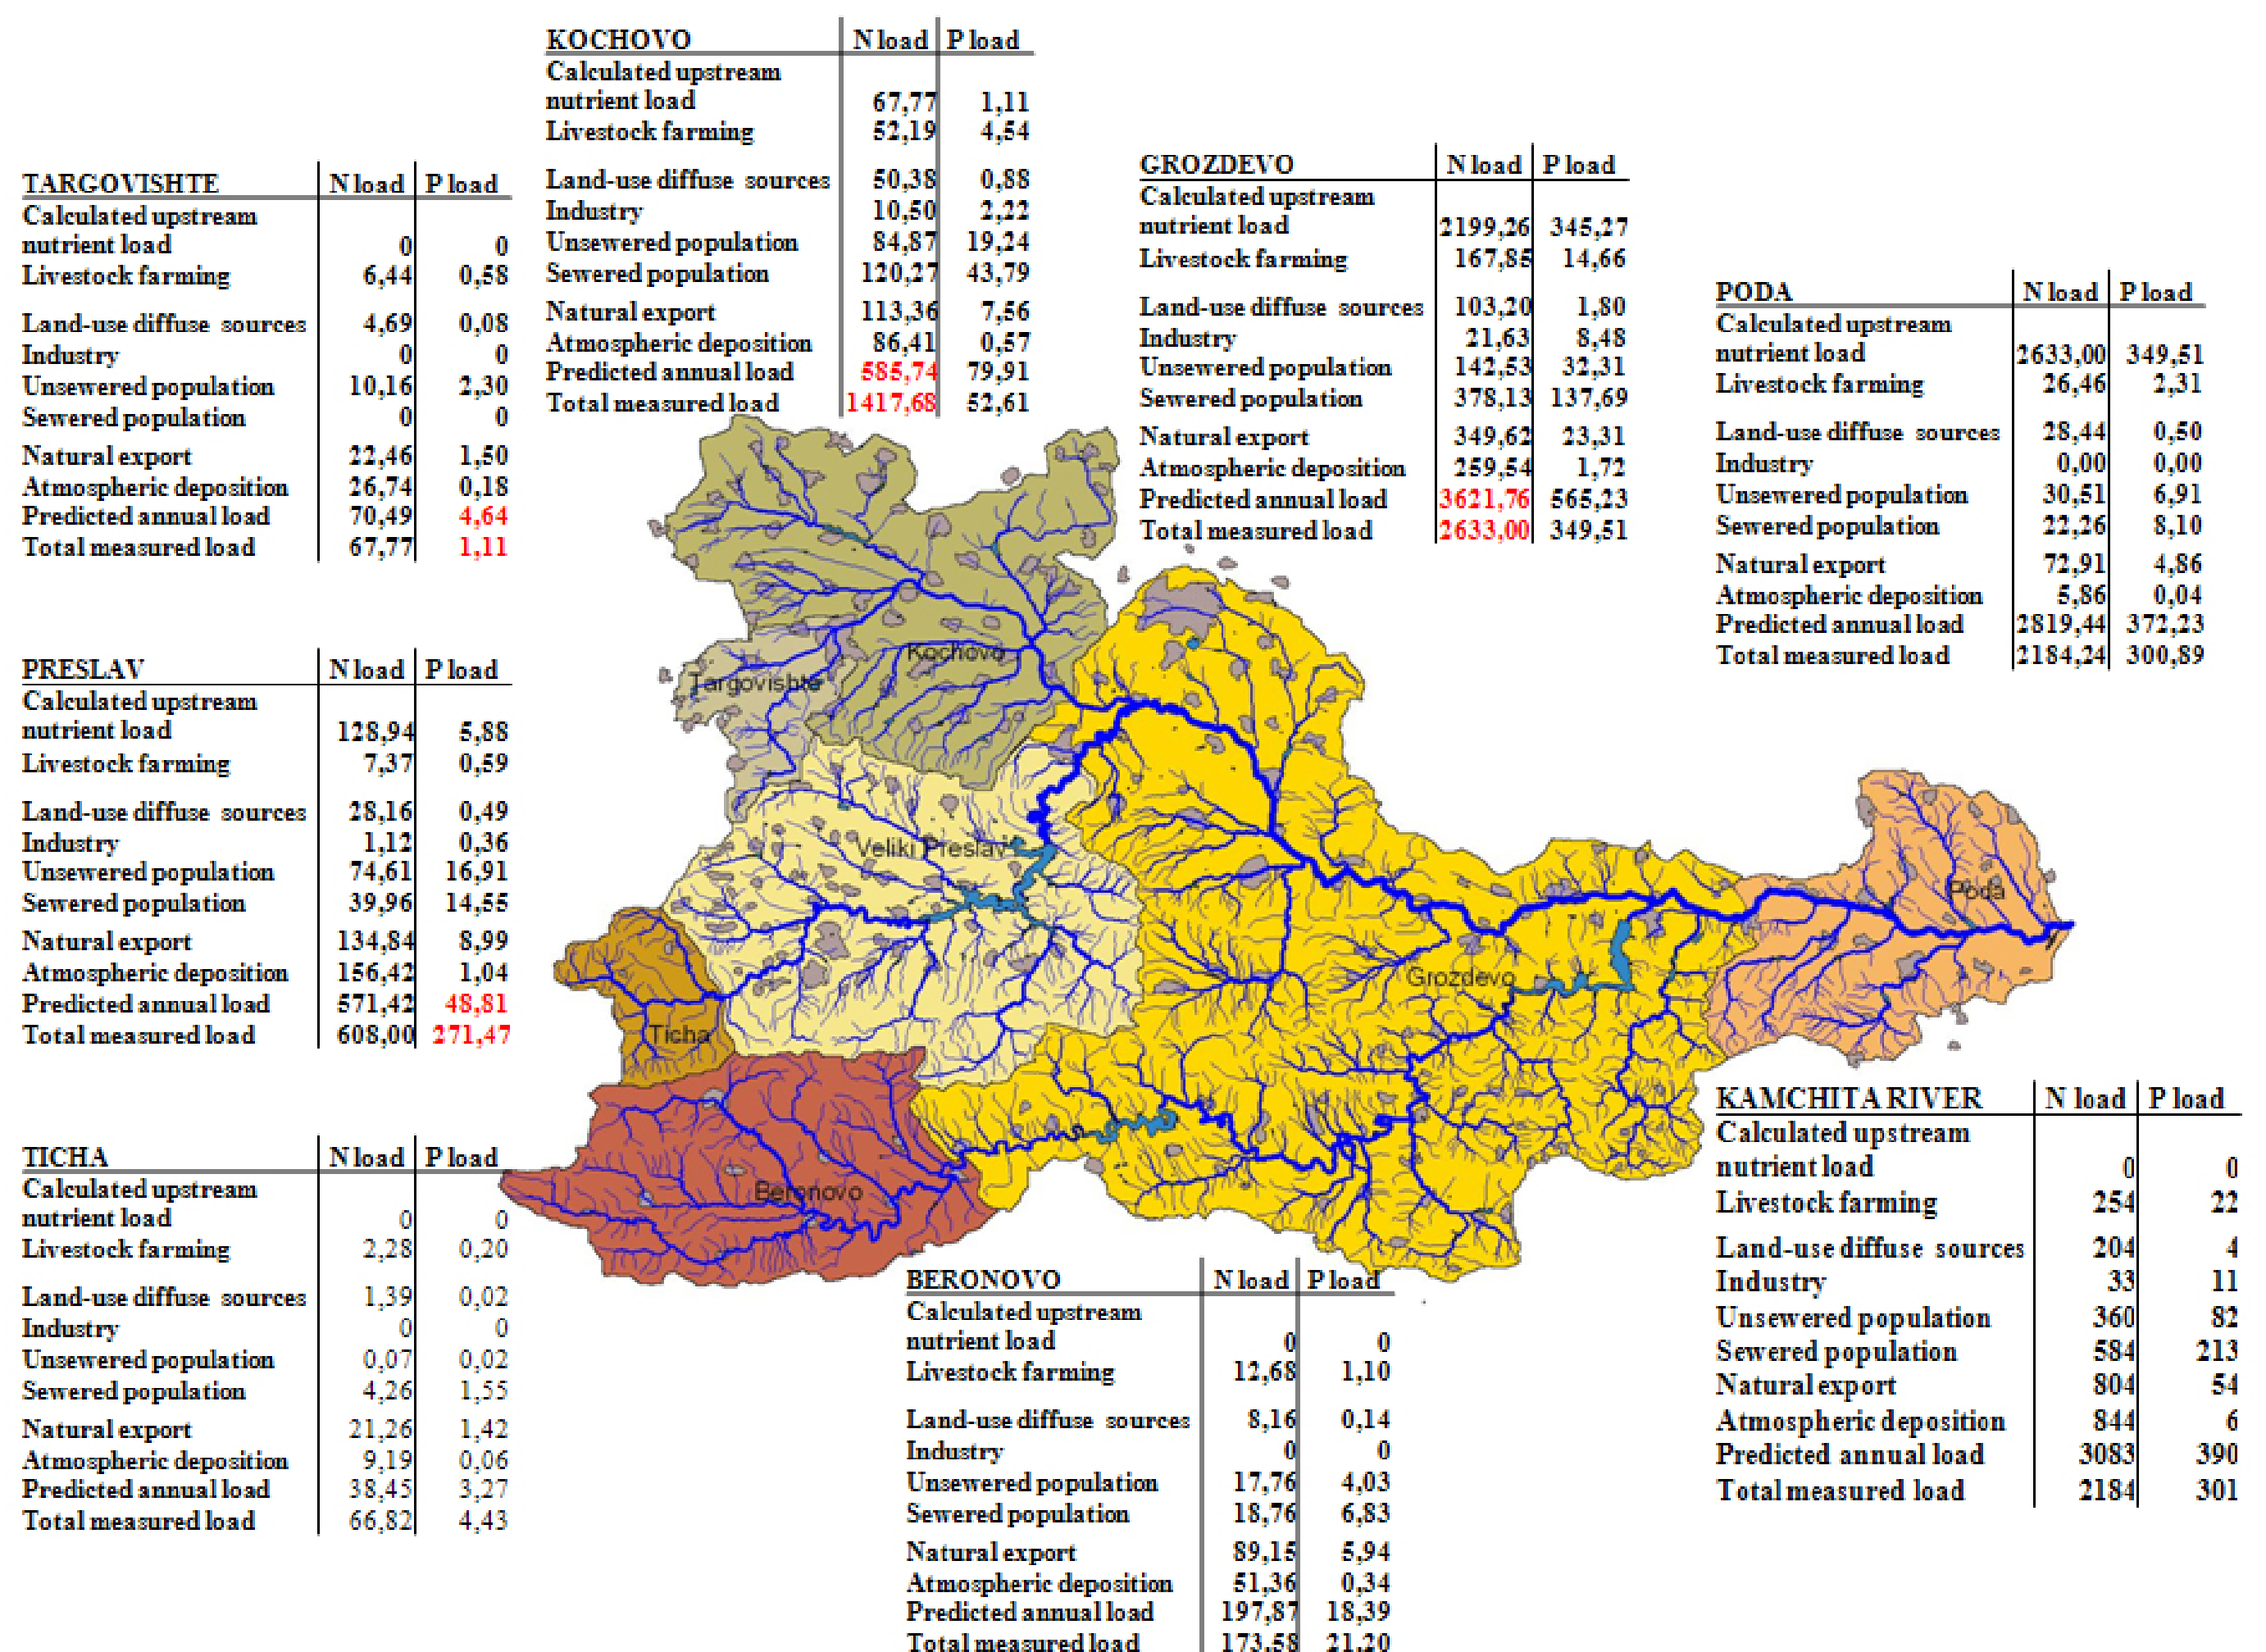 KOCHOVO N load P load
Calculated upstream
nutrient load 67,77 1,11
Livestock farming 52,19 4,54
Land-use diffuse sources 50,38 0,88
Industry 10,50 2,22
Unsewered population 84,87 19,24
Sewered population 120,27 43,79
Natural export 113,36 7,56
Atmospheric deposition 86,41 0,57
Predicted annual load 585,74 79,91
Total measured load 1417,68 52,61
GROZDEVO N load P load
Calculated upstream
nutrient load 2199,26 345,27
Livestock farming 167,85 14,66
Land-use diffuse sources 103,20 1,80
Industry 21,63 8,48
Unsewered population 142,53 32,31
Sewered population 378,13 137,69
Natural export 349,62 23,31
Atmospheric deposition 259,54 1,72
Predicted annual load 3621,76 565,23
Total measured load 2633,00 349,51
TARGOVISHTE N load P load
Calculated upstream
nutrient load 0 0
Livestock farming 6,44 0,58
Land-use diffuse sources 4,69 0,08
Industry 0 0
Unsewered population 10,16 2,30
Sewered population 0 0
Natural export 22,46 1,50
Atmospheric deposition 26,74 0,18
Predicted annual load 70,49 4,64
Total measured load 67,77 1,11
PODA N load P load
Calculated upstream
nutrient load 2633,00 349,51
Livestock farming 26,46 2,31
Land-use diffuse sources 28,44 0,50
Industry 0,00 0,00
Unsewered population 30,51 6,91
Sewered population 22,26 8,10
Natural export 72,91 4,86
Atmospheric deposition 5,86 0,04
Predicted annual load 2819,44 372,23
Total measured load 2184,24 300,89
PRESLAV N load P load
Calculated upstream
nutrient load 128,94 5,88
Livestock farming 7,37 0,59
Land-use diffuse sources 28,16 0,49
Industry 1,12 0,36
Unsewered population 74,61 16,91
Sewered population 39,96 14,55
Natural export 134,84 8,99
Atmospheric deposition 156,42 1,04
Predicted annual load 571,42 48,81
Total measured load 608,00 271,47
Kochovo
Targovishte
Veliki Preslav
Poda
Grozdevo
Ticha
Beronovo
TICHA N load P load
Calculated upstream
nutrient load 0 0
Livestock farming 2,28 0,20
Land-use diffuse sources 1,39 0,02
Industry 0 0
Unsewered population 0,07 0,02
Sewered population 4,26 1,55
Natural export 21,26 1,42
Atmospheric deposition 9,19 0,06
Predicted annual load 38,45 3,27
Total measured load 66,82 4,43
BERONOVO N load P load
Calculated upstream
nutrient load 0 0
Livestock farming 12,68 1,10
Land-use diffuse sources 8,16 0,14
Industry 0 0
Unsewered population 17,76 4,03
Sewered population 18,76 6,83
Natural export 89,15 5,94
Atmospheric deposition 51,36 0,34
Predicted annual load 197,87 18,39
Total measured load 173,58 21,20
KAMCHITA RIVER N load P load
Calculated upstream
nutrient load 0 0
Livestock farming 254 22
Land-use diffuse sources 204 4
Industry 33 11
Unsewered population 360 82
Sewered population 584 213
Natural export 804 54
Atmospheric deposition 844 6
Predicted annual load 3083 390
Total measured load 2184 301